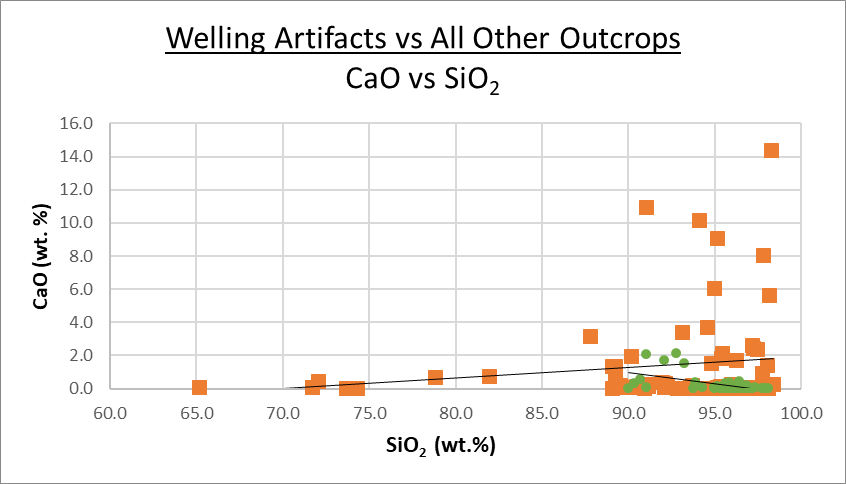 Welling Artifacts vs All Other Outcrops
CaO vs SiO₂
16.0
14.0
12.0
10.0
8.0
6.0
4.0
2.0
0.0
CaO (wt. %)
60.0 65.0 70.0 75.0 80.0 85.0 90.0 95.0 100.0
SiO₂ (wt.%)